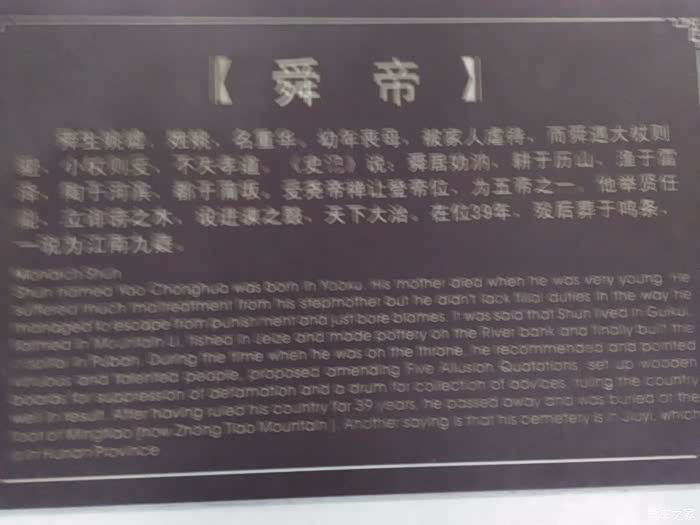 【 舜 帝 】
舜生姚墟,姓姚、名重华。幼年丧母、被家人虐待、而舜遇大杖则
避、小杖则受、不失孝道。《史记》说:舜居妫汭、耕于历山、渔于雷
泽、陶于河滨、都于蒲坂、受尧帝禅让登帝位、为五帝之一。他举贤任
能、立诽谤之木、设进谏之鼓、天下大治。在位39年、殁后葬于鸣条、
一说为江南九嶷。
Monarch Shun
Shun named Yao Chonghua was born in Yaoxu. His mother died when he was very young. He
suffered much maltreatment from his stepmother but he didn't lack filial duties in the way he
managed to escape from punishment and just bore blames. It was said that Shun lived in Guirui,
farmed in Mountain Li, fished in Leize and made pottery on the River bank and finally built the
in Puban. During the time when he was on the throne, he recommended and pointed
virtuous and talented people, proposed amending Five Allusion Quatations, set up wooden
boards for suppression of defamation and a drum for collection of advices, ruling the country
well in result. After having ruled his country for 39 years, he passed away and was buried at the
foot of Mingtiao (now Zhong Tiao Mountain). Another saying is that his cemetery is in Jiuyi, which
is in Hunan Province
汽车之家